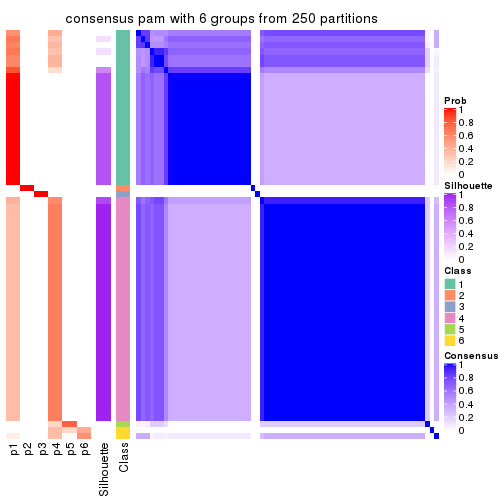 consensus pam with 6 groups from 250 partitions
Prob
1
0.8
0.6
0.4
0.2
0
Silhouette
1
0.8
0.6
0.4
0.2
0
Class
1
2
3
4
5
6
Consensus
1
0.8
0.6
0.4
0.2
0
p1
p2
p3
p4
p5
p6
Silhouette
Class